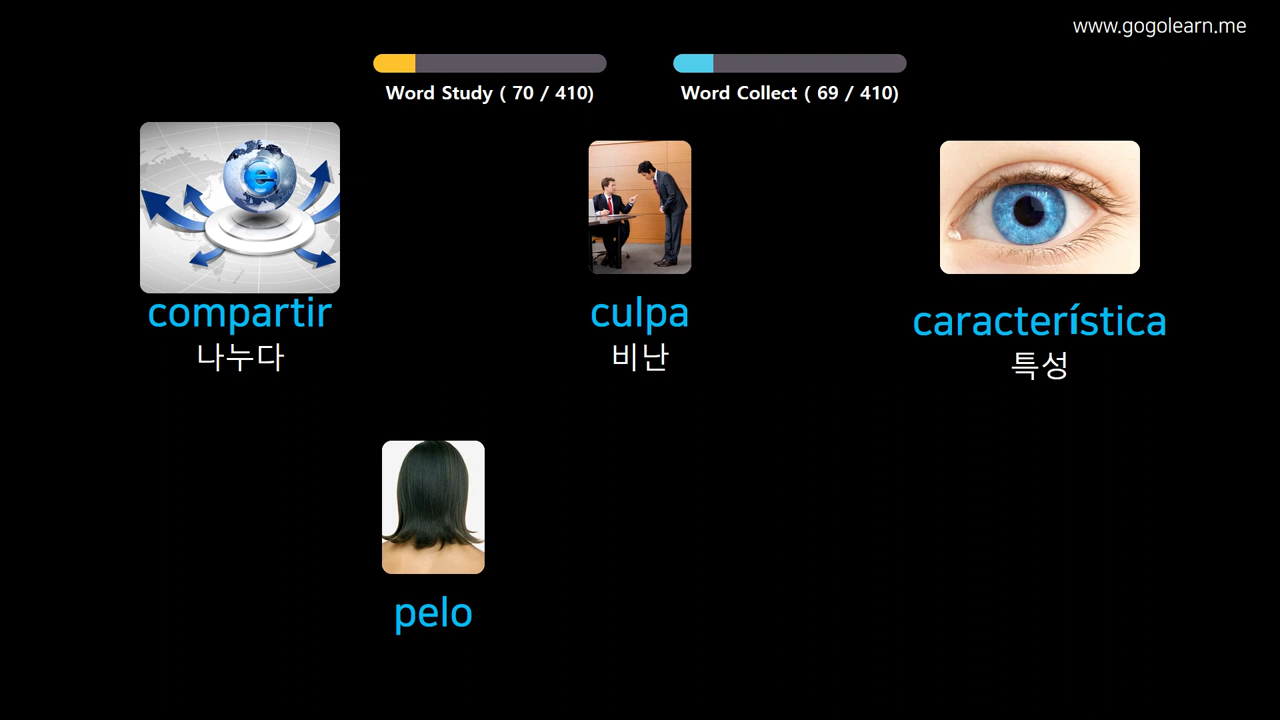 www.gogolearn.me
Word Study ( 70 / 410)
Word Collect ( 69 / 410)
e
compartir
나누다
culpa
비난
característica
특성
pelo